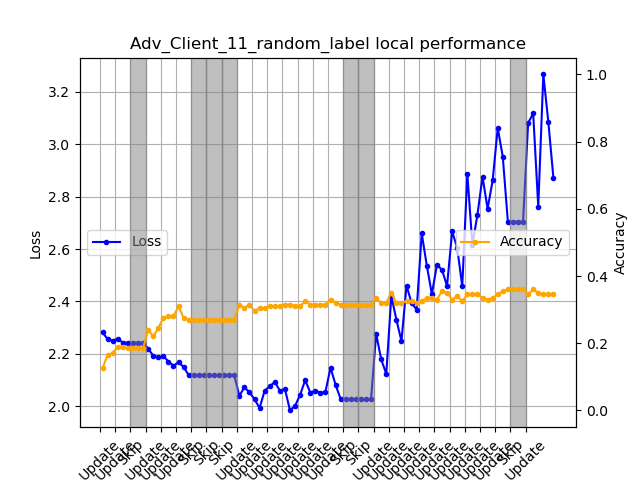 Adv_Client_11_random_label local performance
3.2
3.0
2.8
2.6
2.4
2.2
2.0
Loss
Loss
Accuracy
1.0
0.8
0.6
0.4
0.2
0.0
Accuracy
Update
Update
Skip
Update
Update
Update
Skip
Skip
Skip
Update
Update
Update
Update
Update
Update
Update
Skip
Skip
Update
Update
Update
Update
Update
Update
Update
Update
Update
Skip
Update